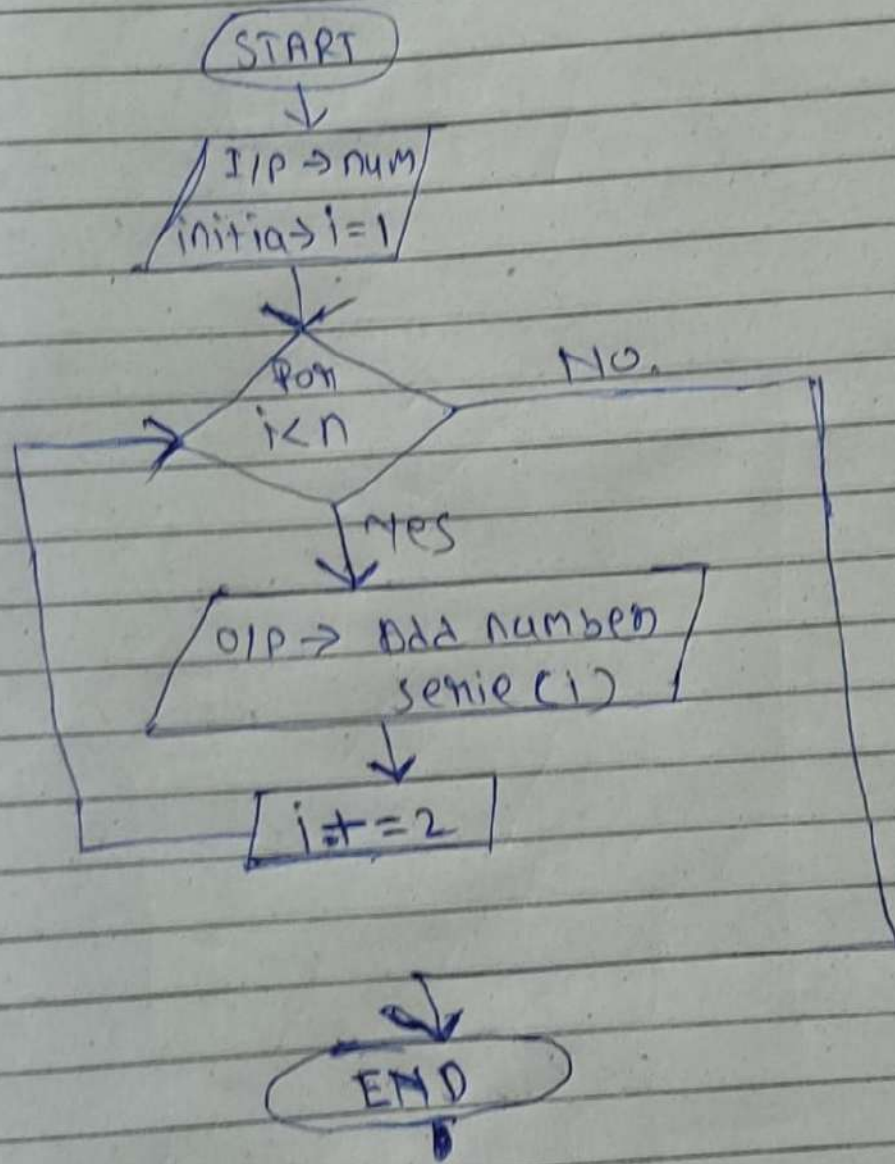 START
I/P → num
initia → i = 1
for
i<n
No.
Yes
O/P → Odd number
serie (i)
i += 2
END